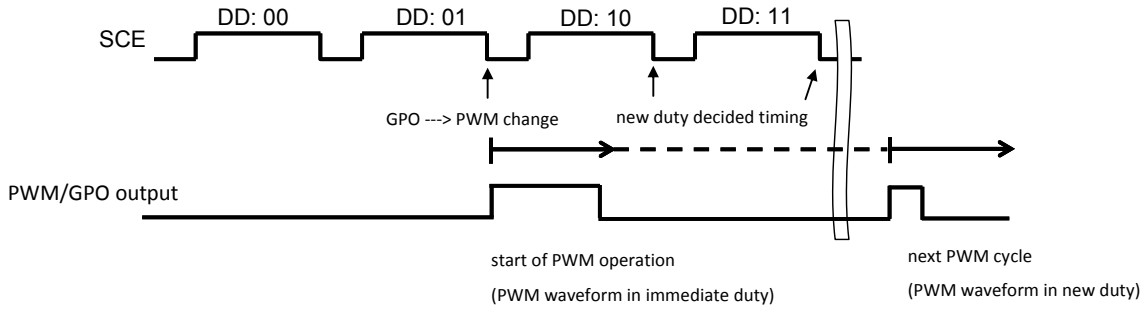 DD: 00 DD: 01 DD: 10 DD: 11
SCE
GPO ---> PWM change new duty decided timing
PWM/GPO output
start of PWM operation next PWM cycle
(PWM waveform in immediate duty) (PWM waveform in new duty)